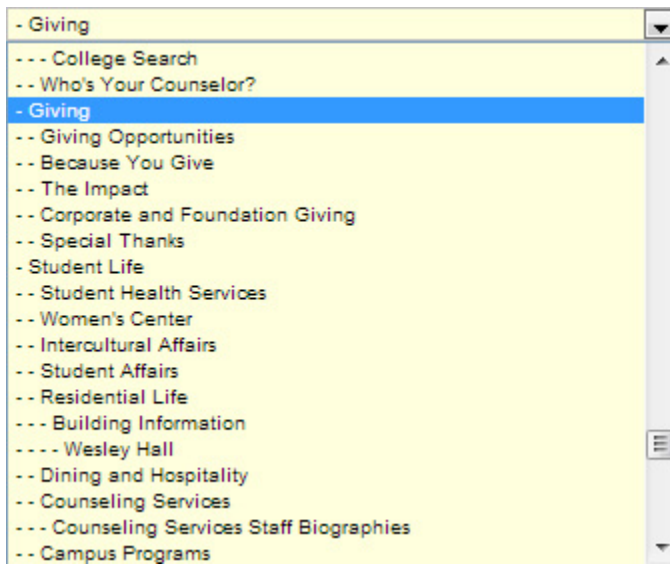 - Giving
- - - College Search
- - Who's Your Counselor?
- Giving
- - Giving Opportunities
- - Because You Give
- - The Impact
- - Corporate and Foundation Giving
- - Special Thanks
- Student Life
- - Student Health Services
- - Women's Center
- - Intercultural Affairs
- - Student Affairs
- - Residential Life
- - - Building Information
- - - - Wesley Hall
- - Dining and Hospitality
- - Counseling Services
- - - Counseling Services Staff Biographies
- - Campus Programs